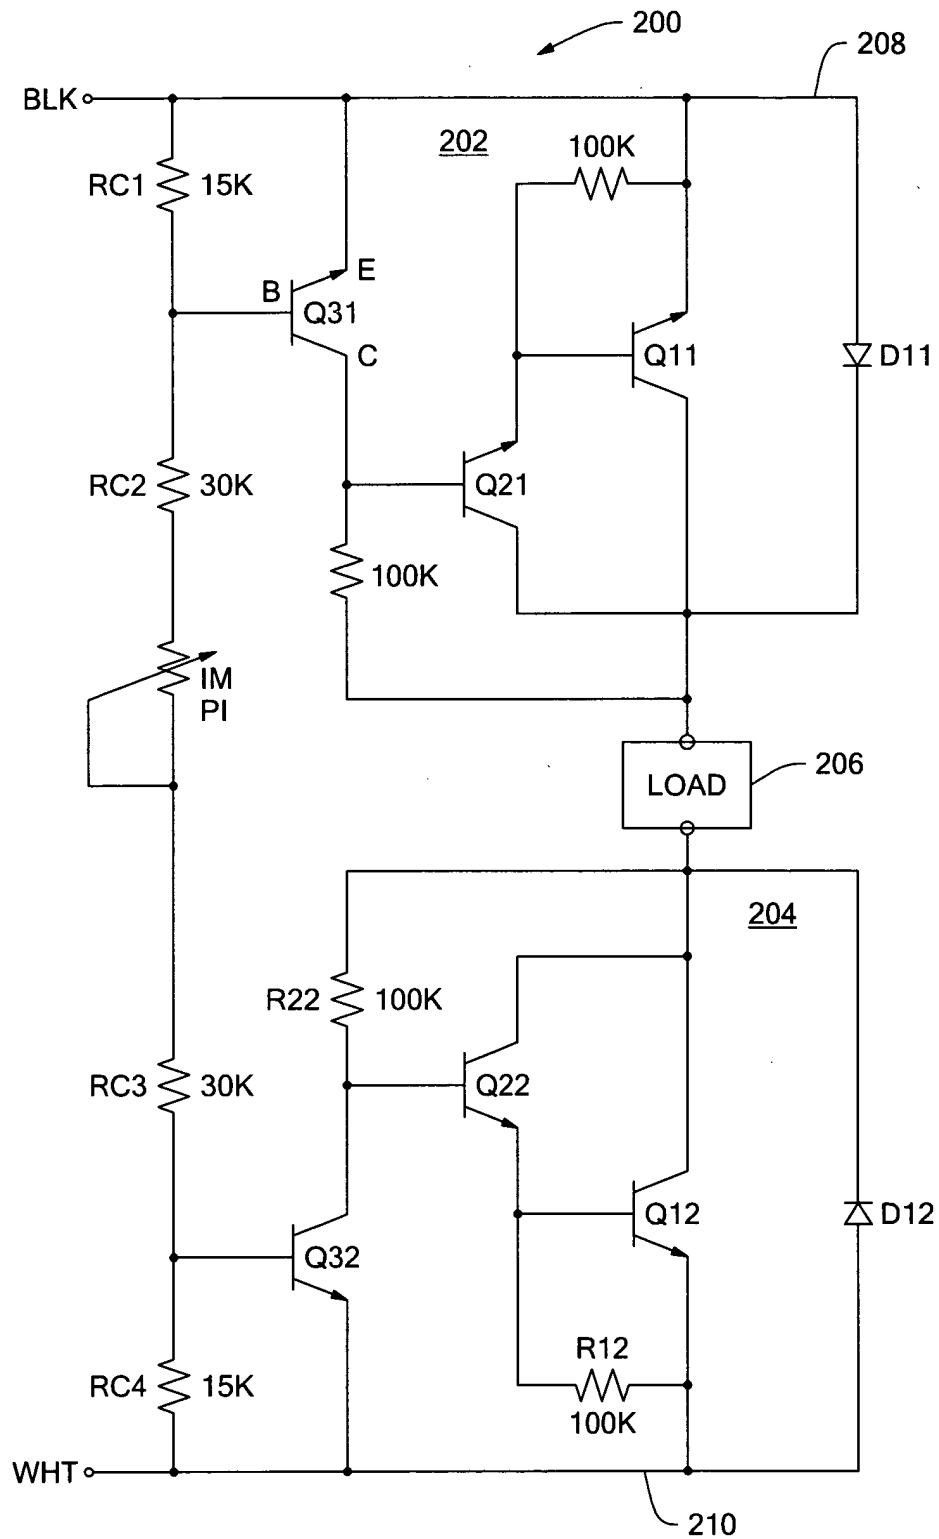 200
208
BLK
202
100K
RC1 15K
E
B
Q31
C
Q11
D11
RC2 30K
Q21
100K
IM
PI
LOAD
206
204
R22 100K
Q22
RC3 30K
Q12
D12
Q32
R12
100K
RC4 15K
WHT
210